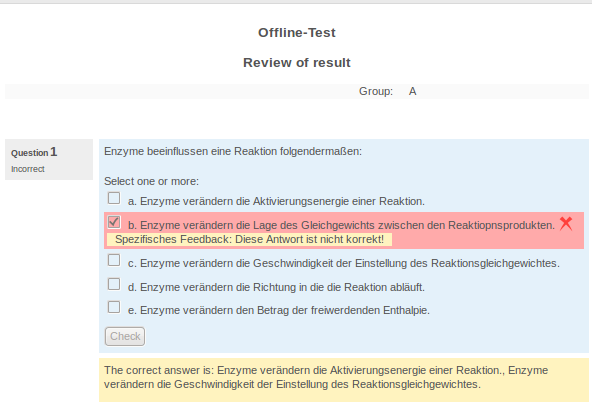 Offline-Test
Review of result
Group: A
Question 1
Incorrect
Enzyme beeinflussen eine Reaktion folgendermaßen:
Select one or more:
a. Enzyme verändern die Aktivierungsenergie einer Reaktion.
b. Enzyme verändern die Lage des Gleichgewichts zwischen den Reaktiopnsprodukten.
Spezifisches Feedback: Diese Antwort ist nicht korrekt!
c. Enzyme verändern die Geschwindigkeit der Einstellung des Reaktionsgleichgewichtes.
d. Enzyme verändern die Richtung in die die Reaktion abläuft.
e. Enzyme verändern den Betrag der freiwerdenden Enthalpie.
Check
The correct answer is: Enzyme verändern die Aktivierungsenergie einer Reaktion., Enzyme
verändern die Geschwindigkeit der Einstellung des Reaktionsgleichgewichtes.